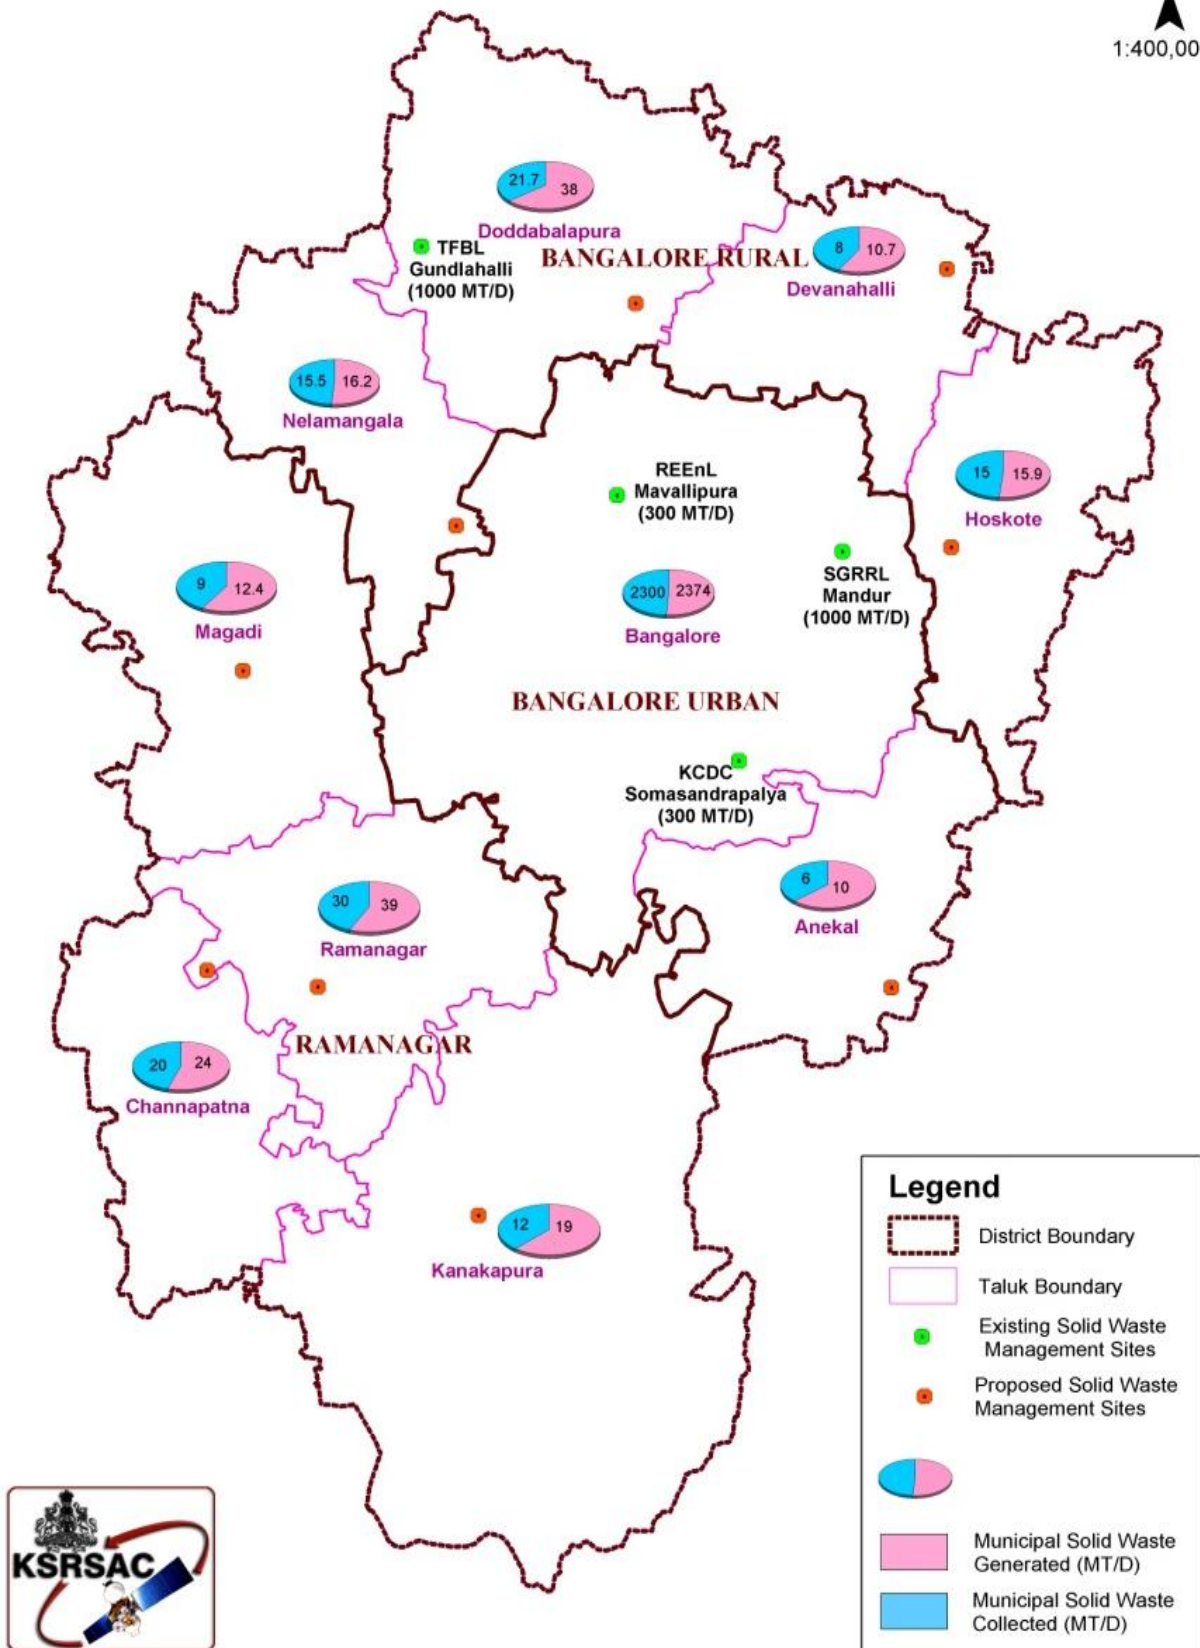 1:400,00
21.7 38
Doddabalapura
TFBL
Gundlahalli
(1000 MT/D)
BANGALORE RURAL
8 10.7
Devanahalli
15.5 16.2
Nelamangala
REEnL
Mavallipura
(300 MT/D)
15 15.9
Hoskote
SGRRL
Mandur
(1000 MT/D)
9 12.4
Magadi
2300 2374
Bangalore
BANGALORE URBAN
KCDC
Somasandrapalya
(300 MT/D)
6 10
Anekal
30 39
Ramanagar
RAMANAGAR
20 24
Channapatna
12 19
Kanakapura
Legend
District Boundary
Taluk Boundary
Existing Solid Waste
Management Sites
Proposed Solid Waste
Management Sites
Municipal Solid Waste
Generated (MT/D)
Municipal Solid Waste
Collected (MT/D)
KSRSAC